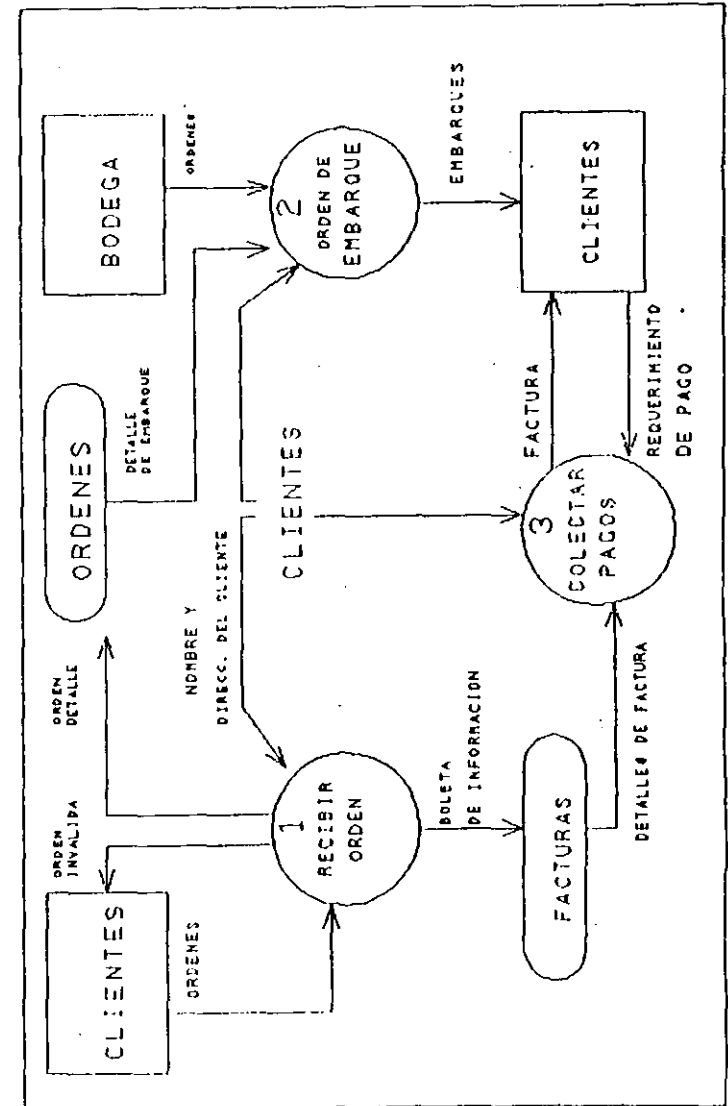 CLIENTES
ORDEN
INVALIDA
ORDEN
DETALLE
ORDENES
DETALLE
DE EMBARQUE
BODEGA
ORDENES
ORDENES
1
RECIBIR
ORDEN
NOMBRE Y
DIRECC. DEL CLIENTE
CLIENTES
2
ORDEN DE
EMBARQUE
EMBARQUES
BOLETA
DE INFORMACION
FACTURAS
DETALLES DE FACTURA
3
COLECTAR
PAGOS
FACTURA
CLIENTES
REQUERIMIENTO
DE PAGO